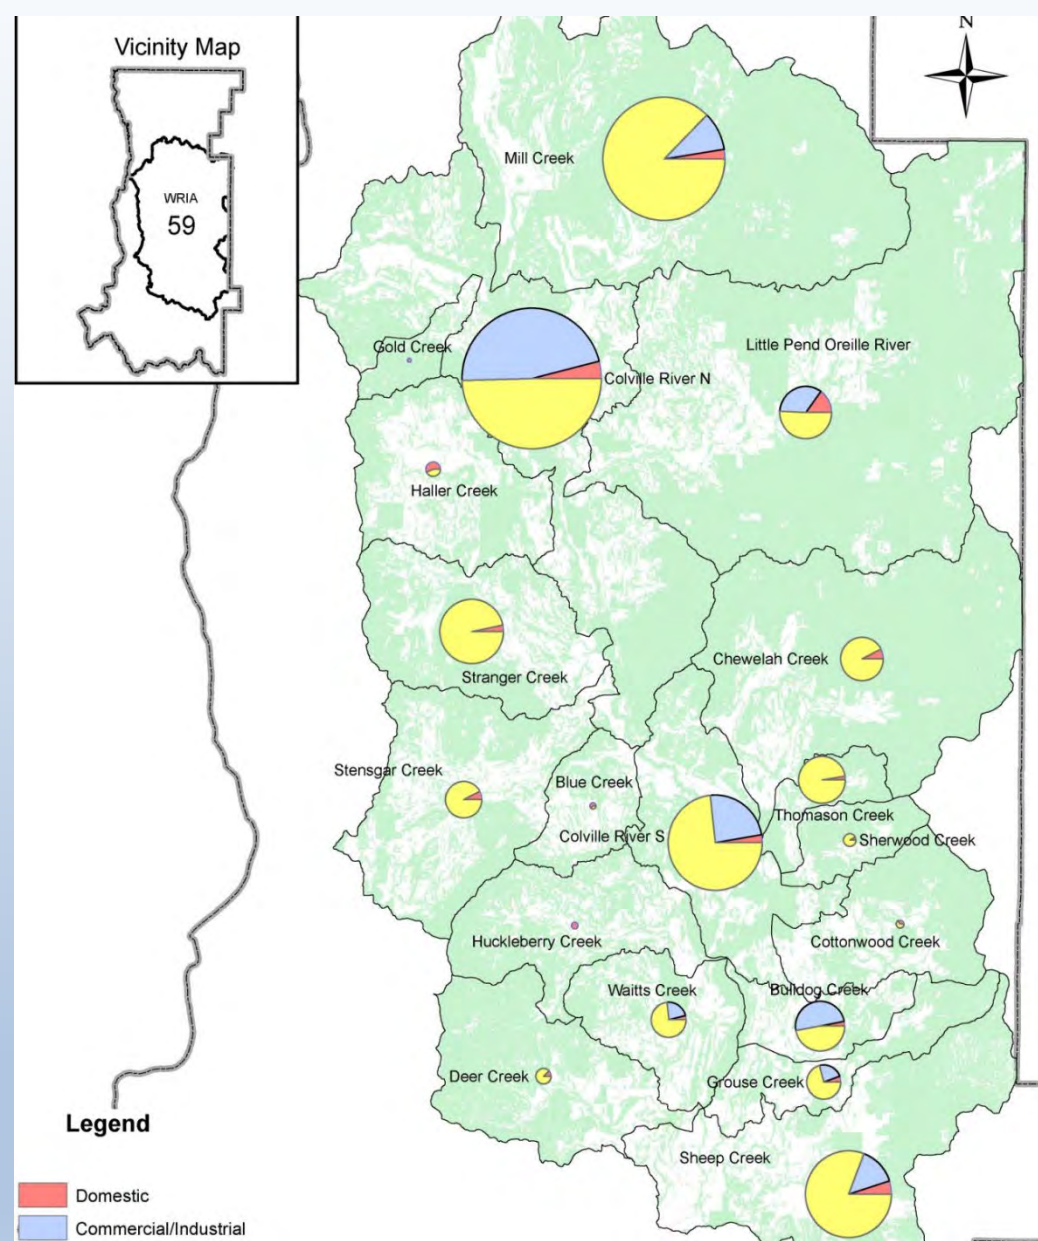 Vicinity Map
WRIA
59
N
Mill Creek
Gold Creek
Little Pend Oreille River
Colville River N
Haller Creek
Chewelah Creek
Stranger Creek
Stensgar Creek
Blue Creek
Thomason Creek
Colville River S
Sherwood Creek
Huckleberry Creek
Cottonwood Creek
Waitts Creek
Bulldog Creek
Deer Creek
Grouse Creek
Legend
Sheep Creek
Domestic
Commercial/Industrial